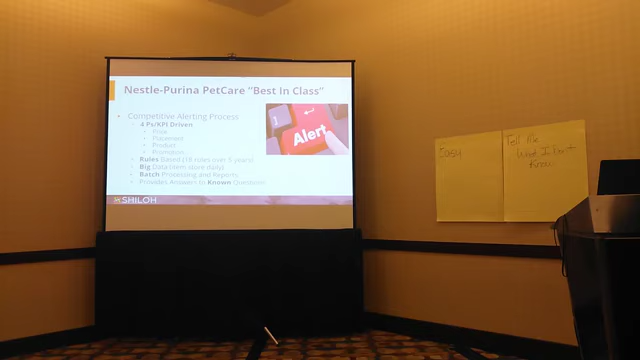 Nestle-Purina PetCare "Best In Class"
Competitive Alerting Process
4 Ps/KPI Driven
Price
Placement
Product
Promotion
Rules Based (18 rules over 5 years)
Big Data (item store daily)
Batch Processing and Reports
Provides Answers to Known Questions
Alert
SHILOH
Easy
Tell Me
What I Don't
Know